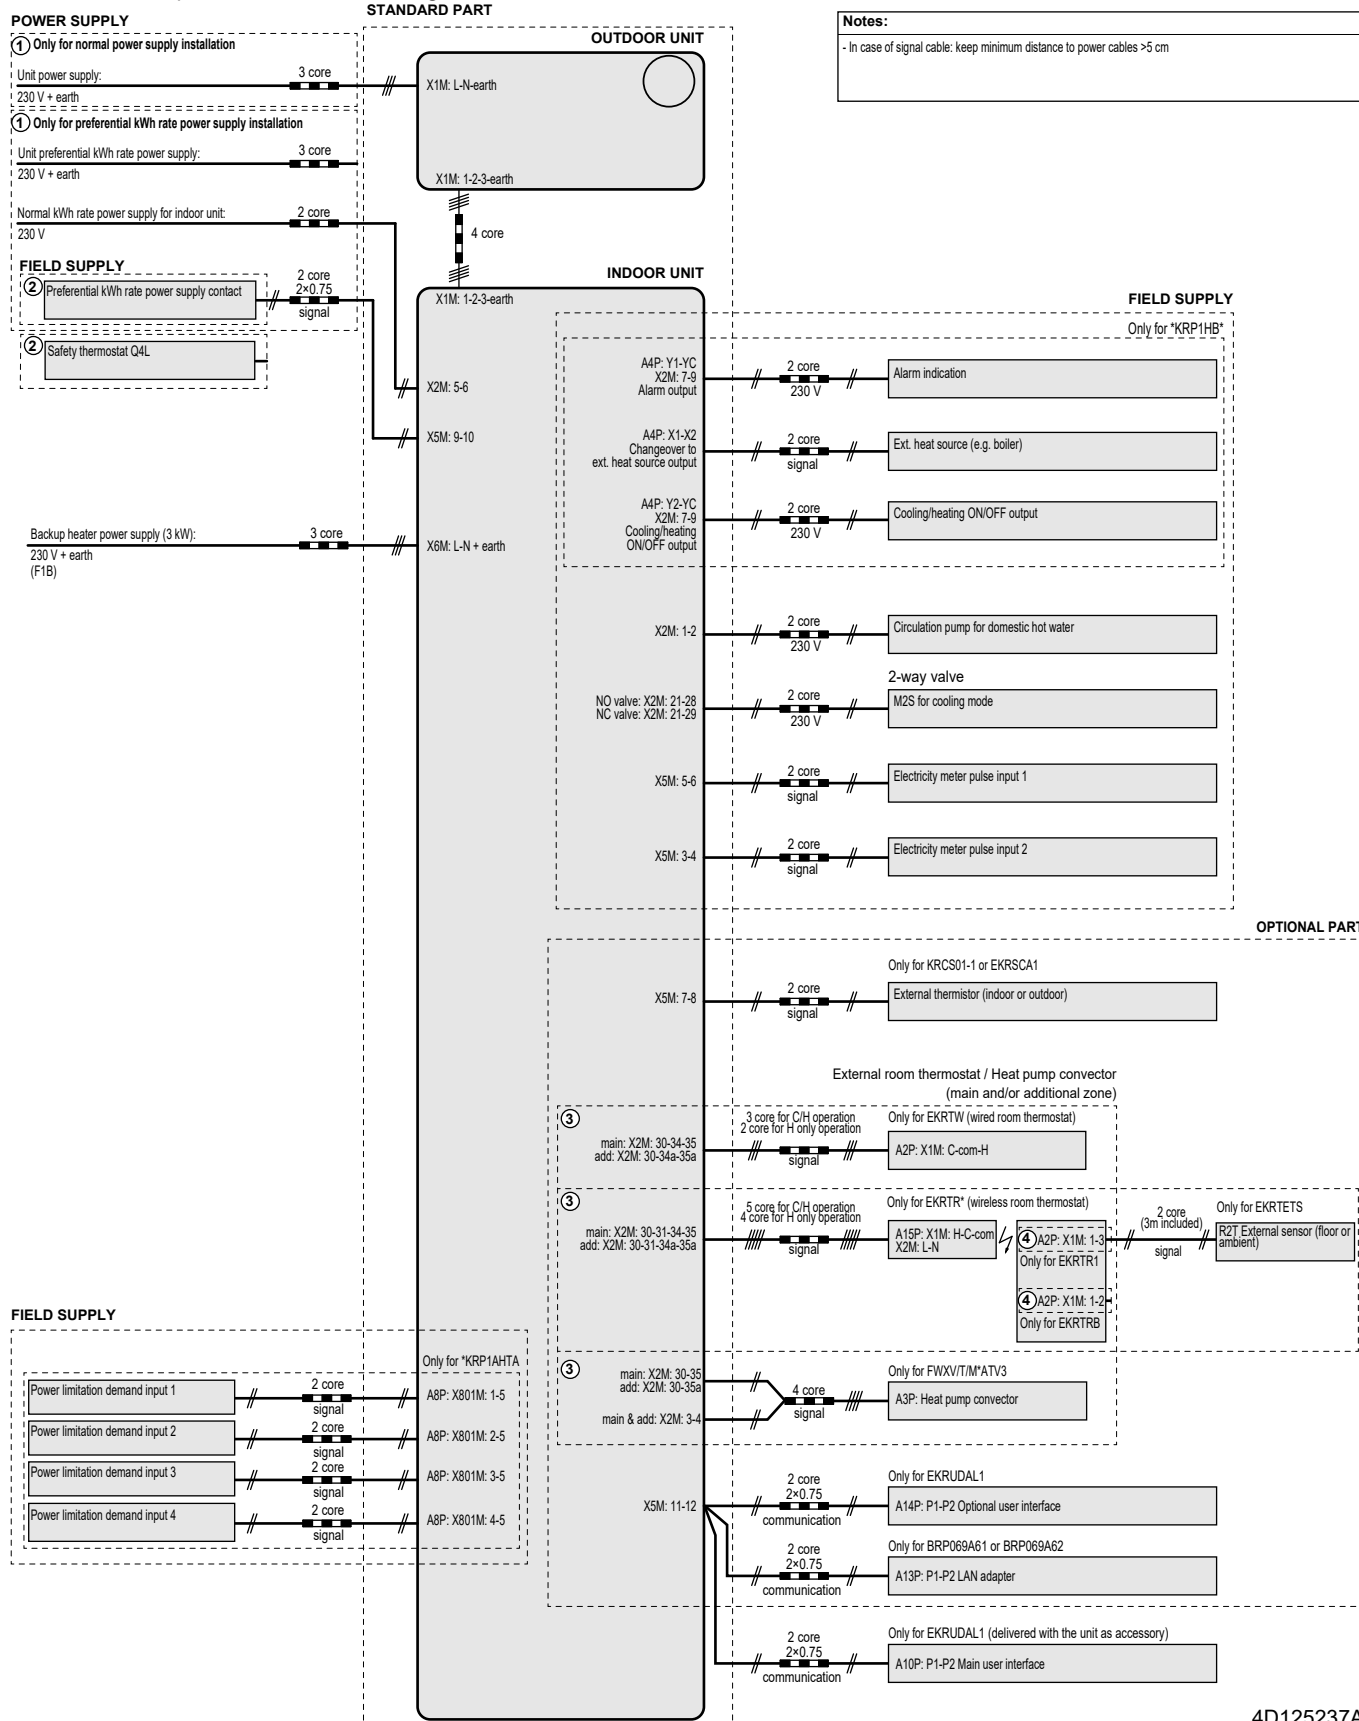 STANDARD PART
POWER SUPPLY
① Only for normal power supply installation
Unit power supply:
3 core
230 V + earth
① Only for preferential kWh rate power supply installation
Unit preferential kWh rate power supply:
3 core
230 V + earth
Normal kWh rate power supply for indoor unit:
2 core
230 V
FIELD SUPPLY
② Preferential kWh rate power supply contact
2 core
2×0.75
signal
② Safety thermostat Q4L
Backup heater power supply (3 kW):
3 core
230 V + earth
(F1B)
OUTDOOR UNIT
X1M: L-N-earth
X1M: 1-2-3-earth
4 core
INDOOR UNIT
X1M: 1-2-3-earth
X2M: 5-6
X5M: 9-10
X6M: L-N + earth
Notes:
- In case of signal cable: keep minimum distance to power cables >5 cm
FIELD SUPPLY
Only for *KRP1HB*
A4P: Y1-YC
X2M: 7-9
Alarm output
2 core
230 V
Alarm indication
A4P: X1-X2
Changeover to
ext. heat source output
2 core
signal
Ext. heat source (e.g. boiler)
A4P: Y2-YC
X2M: 7-9
Cooling/heating
ON/OFF output
2 core
230 V
Cooling/heating ON/OFF output
X2M: 1-2
2 core
230 V
Circulation pump for domestic hot water
2-way valve
NO valve: X2M: 21-28
NC valve: X2M: 21-29
2 core
230 V
M2S for cooling mode
X5M: 5-6
2 core
signal
Electricity meter pulse input 1
X5M: 3-4
2 core
signal
Electricity meter pulse input 2
OPTIONAL PART
Only for KRCS01-1 or EKRSCA1
X5M: 7-8
2 core
signal
External thermistor (indoor or outdoor)
External room thermostat / Heat pump convector
(main and/or additional zone)
③
main: X2M: 30-34-35
add: X2M: 30-34a-35a
3 core for C/H operation
2 core for H only operation
signal
Only for EKRTW (wired room thermostat)
A2P: X1M: C-com-H
③
main: X2M: 30-31-34-35
add: X2M: 30-31-34a-35a
5 core for C/H operation
4 core for H only operation
signal
Only for EKRTR* (wireless room thermostat)
A15P: X1M: H-C-com
X2M: L-N
④ A2P: X1M: 1-3
Only for EKRTR1
④ A2P: X1M: 1-2
Only for EKRTRB
2 core
(3m included)
signal
Only for EKRTETS
R2T External sensor (floor or
ambient)
③
main: X2M: 30-35
add: X2M: 30-35a
main & add: X2M: 3-4
4 core
signal
Only for FWXV/T/M*ATV3
A3P: Heat pump convector
X5M: 11-12
2 core
2×0.75
communication
Only for EKRUDAL1
A14P: P1-P2 Optional user interface
2 core
2×0.75
communication
Only for BRP069A61 or BRP069A62
A13P: P1-P2 LAN adapter
2 core
2×0.75
communication
Only for EKRUDAL1 (delivered with the unit as accessory)
A10P: P1-P2 Main user interface
FIELD SUPPLY
Only for *KRP1AHTA
Power limitation demand input 1
2 core
signal
A8P: X801M: 1-5
Power limitation demand input 2
2 core
signal
A8P: X801M: 2-5
Power limitation demand input 3
2 core
signal
A8P: X801M: 3-5
Power limitation demand input 4
2 core
signal
A8P: X801M: 4-5
4D125237A